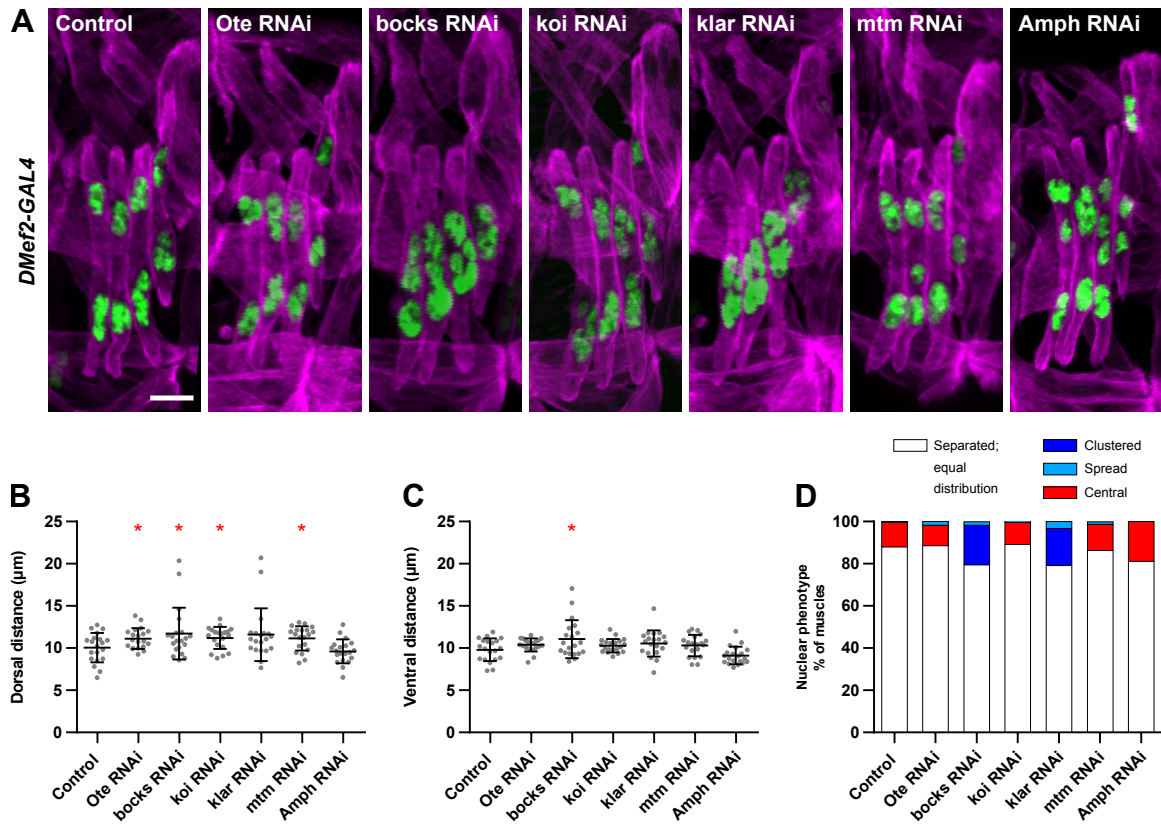 A
Control
Ote RNAi
bocks RNAi
koi RNAi
klar RNAi
mtm RNAi
Amph RNAi
DMef2-GAL4
Separated;
equal
distribution
Clustered
Spread
Central
B
Dorsal distance (μm)
25
20
15
10
5
0
* * * *
Control
Ote RNAi
bocks RNAi
koi RNAi
klar RNAi
mtm RNAi
Amph RNAi
C
Ventral distance (μm)
25
20
15
10
5
0
*
Control
Ote RNAi
bocks RNAi
koi RNAi
klar RNAi
mtm RNAi
Amph RNAi
D
Nuclear phenotype
% of muscles
100
80
60
40
20
0
Control
Ote RNAi
bocks RNAi
koi RNAi
klar RNAi
mtm RNAi
Amph RNAi